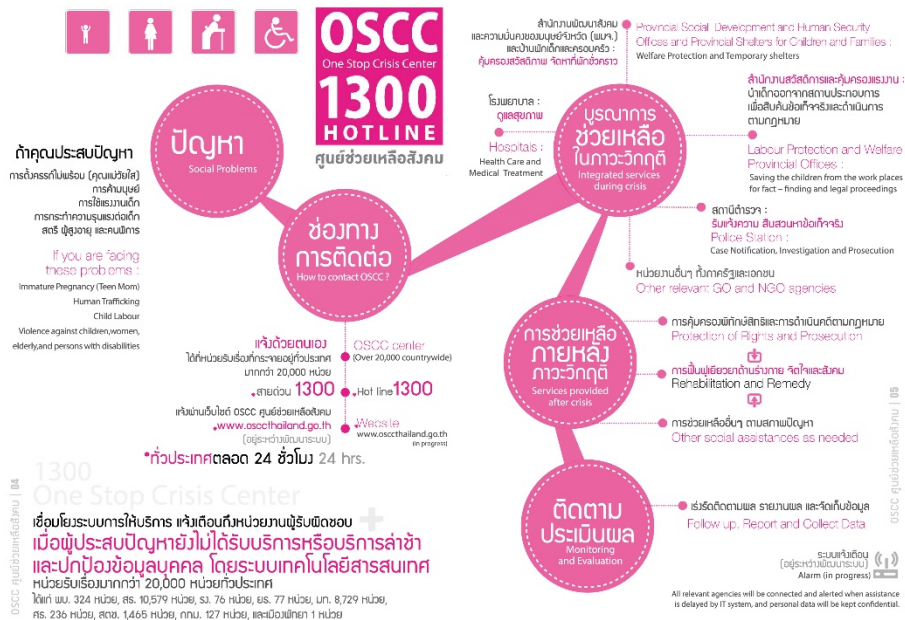 OSCC
One Stop Crisis Center
1300
HOTLINE
ศูนย์ช่วยเหลือสังคม
ปัญหา
Social Problems
ถ้าคุณประสบปัญหา
การตั้งครรภ์ไม่พร้อม (คุณแม่วัยใส)
การค้ามนุษย์
การใช้แรงงานเด็ก
การกระทำความรุนแรงต่อเด็ก
สตรี ผู้สูงอายุ และคนพิการ
If you are facing
these problems :
Immature Pregnancy (Teen Mom)
Human Trafficking
Child Labour
Violence against children,women,
elderly,and persons with disabilities
ช่องทาง
การติดต่อ
How to contact OSCC ?
แจ้งด้วยตนเอง
ได้ที่หน่วยรับเรื่องที่กระจายอยู่ทั่วประเทศ
มากกว่า 20,000 หน่วย
OSCC center
(Over 20,000 countrywide)
สายด่วน 1300
Hot line1300
แจ้งผ่านเว็บไซต์ OSCC ศูนย์ช่วยเหลือสังคม
www.osccthailand.go.th
(อยู่ระหว่างพัฒนาระบบ)
Website
www.osccthailand.go.th
(in progress)
*ทั่วประเทศตลอด 24 ชั่วโมง 24 hrs.
บูรณาการ
ช่วยเหลือ
ในภาวะวิกฤติ
Integrated services
during crisis
สำนักงานพัฒนาสังคม
และความมั่นคงของมนุษย์จังหวัด (พมจ.)
และบ้านพักเด็กและครอบครัว :
คุ้มครองสวัสดิภาพ จัดหาที่พักชั่วคราว
Provincial Social Development and Human Security
Offices and Provincial Shelters for Children and Families :
Welfare Protection and Temporary shelters
โรงพยาบาล :
ดูแลสุขภาพ
Hospitals :
Health Care and
Medical Treatment
สำนักงานสวัสดิการและคุ้มครองแรงงาน :
นำเด็กออกจากสถานประกอบการ
เพื่อสืบค้นข้อเท็จจริงและดำเนินการ
ตามกฎหมาย
Labour Protection and Welfare
Provincial Offices :
Saving the children from the work places
for fact – finding and legal proceedings
สถานีตำรวจ :
รับแจ้งความ สืบสวนหาข้อเท็จจริง
Police Station :
Case Notification, Investigation and Prosecution
หน่วยงานอื่นๆ ทั้งภาครัฐและเอกชน
Other relevant GO and NGO agencies
การช่วยเหลือ
ภายหลัง
ภาวะวิกฤติ
Services provided
after crisis
การคุ้มครองพิทักษ์สิทธิและการดำเนินคดีตามกฎหมาย
Protection of Rights and Prosecution
การฟื้นฟูเยียวยาด้านร่างกาย จิตใจและสังคม
Rehabilitation and Remedy
การช่วยเหลืออื่นๆ ตามสภาพปัญหา
Other social assistances as needed
ติดตาม
ประเมินผล
Monitoring
and Evaluation
เร่งรัดติดตามผล รายงานผล และจัดเก็บข้อมูล
Follow up, Report and Collect Data
ระบบแจ้งเตือน
(อยู่ระหว่างพัฒนาระบบ)
Alarm (in progress)
All relevant agencies will be connected and alerted when assistance
is delayed by IT system, and personal data will be kept confidential.
1300
One Stop Crisis Center
เชื่อมโยงระบบการให้บริการ แจ้งเตือนถึงหน่วยงานผู้รับผิดชอบ
เมื่อผู้ประสบปัญหายังไม่ได้รับบริการหรือบริการล่าช้า
และปกป้องข้อมูลบุคคล โดยระบบเทคโนโลยีสารสนเทศ
หน่วยรับเรื่องมากกว่า 20,000 หน่วยทั่วประเทศ
ได้แก่ พม. 324 หน่วย, สธ. 10,579 หน่วย, รง. 76 หน่วย, ยธ. 77 หน่วย, มท. 8,729 หน่วย,
ศธ. 236 หน่วย, สตช. 1,465 หน่วย, กทม. 127 หน่วย, และเมืองพัทยา 1 หน่วย
OSCC ศูนย์ช่วยเหลือสังคม | 04
OSCC ศูนย์ช่วยเหลือสังคม | 05